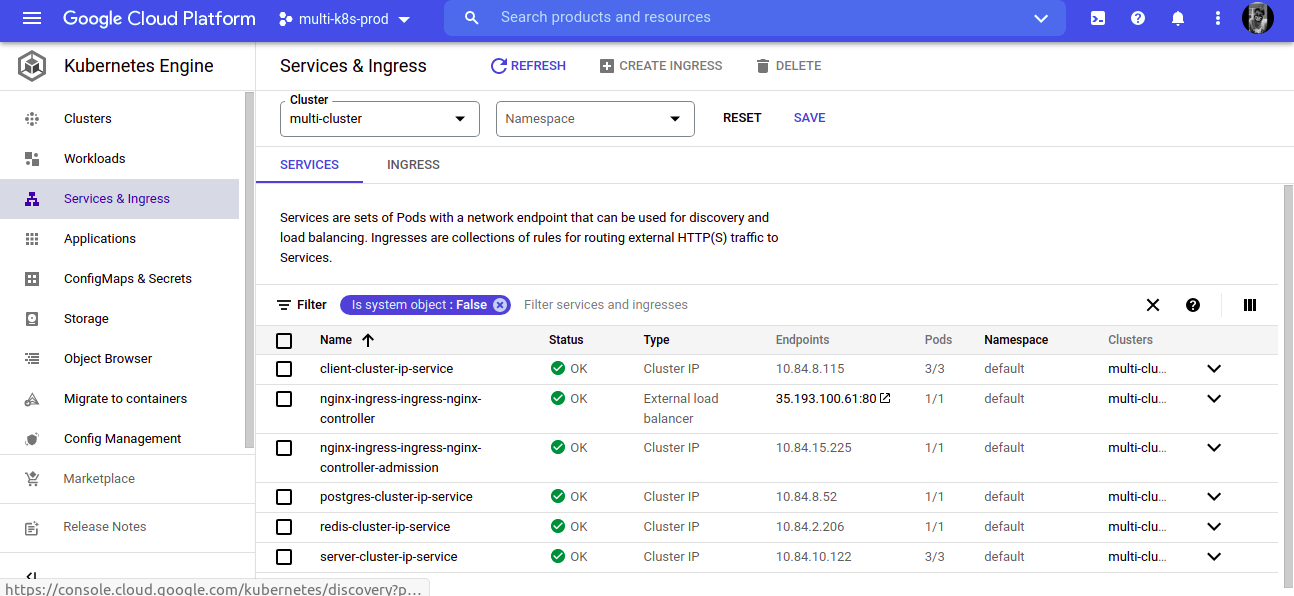 Google Cloud Platform
multi-k8s-prod
Search products and resources
Kubernetes Engine
Services & Ingress
REFRESH
CREATE INGRESS
DELETE
Clusters
Workloads
Services & Ingress
Applications
ConfigMaps & Secrets
Storage
Object Browser
Migrate to containers
Config Management
Marketplace
Release Notes
Cluster
multi-cluster
Namespace
RESET
SAVE
SERVICES
INGRESS
Services are sets of Pods with a network endpoint that can be used for discovery and
load balancing. Ingresses are collections of rules for routing external HTTP(S) traffic to
Services.
Filter
Is system object : False
Filter services and ingresses
Name Status Type Endpoints Pods Namespace Clusters
client-cluster-ip-service OK Cluster IP 10.84.8.115 3/3 default multi-clu...
nginx-ingress-ingress-nginx- OK External load 35.193.100.61:80 1/1 default multi-clu...
controller balancer
nginx-ingress-ingress-nginx- OK Cluster IP 10.84.15.225 1/1 default multi-clu...
controller-admission
postgres-cluster-ip-service OK Cluster IP 10.84.8.52 1/1 default multi-clu...
redis-cluster-ip-service OK Cluster IP 10.84.2.206 1/1 default multi-clu...
server-cluster-ip-service OK Cluster IP 10.84.10.122 3/3 default multi-clu...
https://console.cloud.google.com/kubernetes/discovery?p...